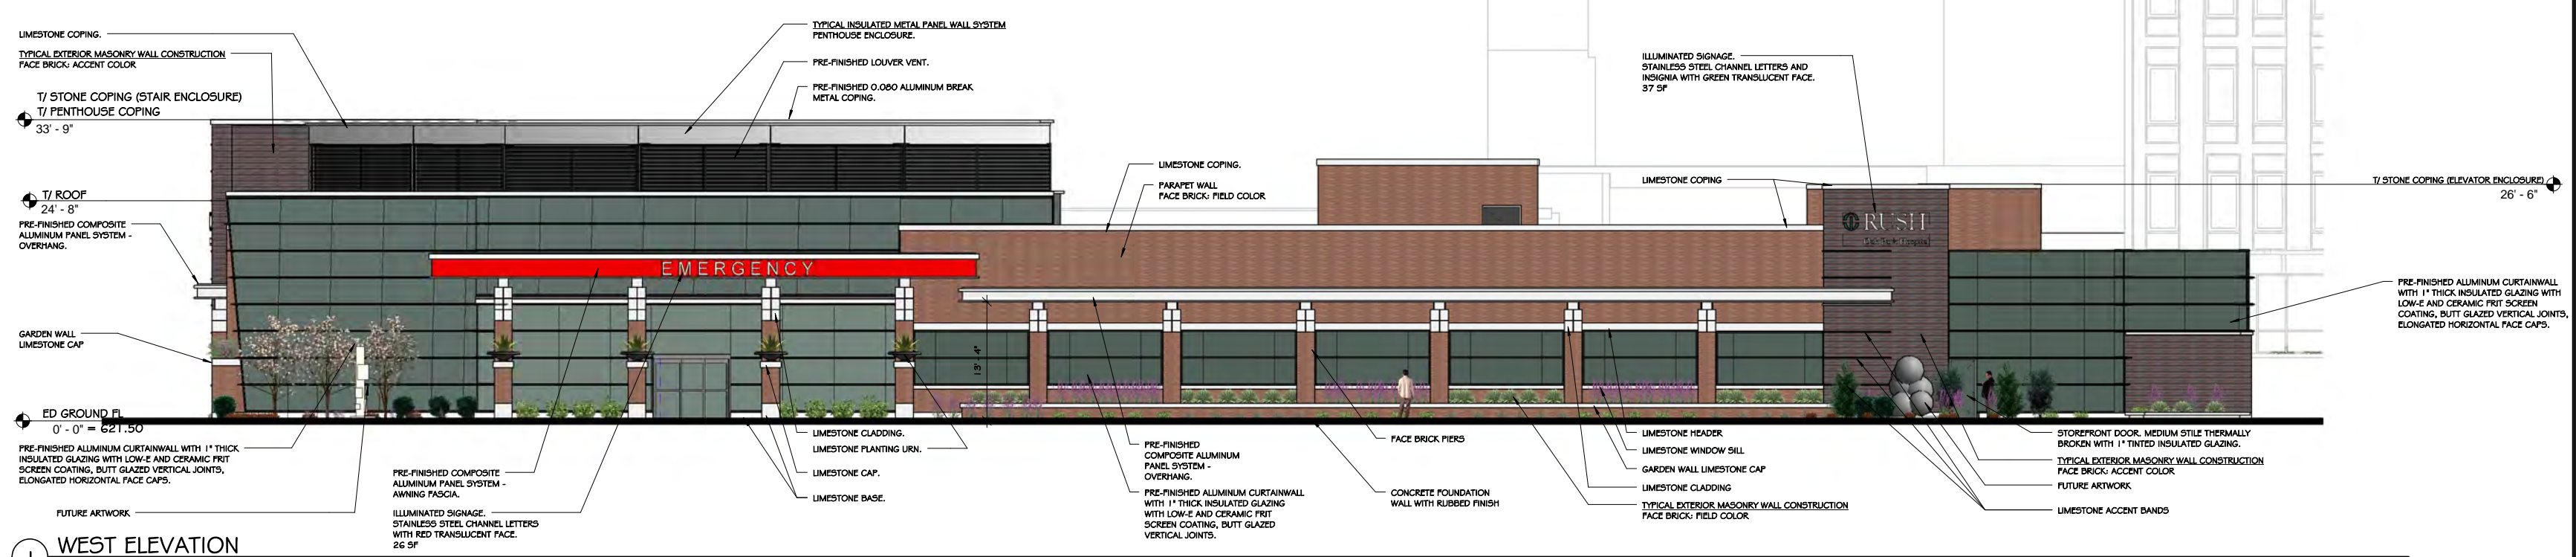 LIMESTONE COPING.
TYPICAL EXTERIOR MASONRY WALL CONSTRUCTION
FACE BRICK: ACCENT COLOR
T/ STONE COPING (STAIR ENCLOSURE)
T/ PENTHOUSE COPING
33' - 9"
T/ ROOF
24' - 8"
PRE-FINISHED COMPOSITE
ALUMINUM PANEL SYSTEM -
OVERHANG.
GARDEN WALL
LIMESTONE CAP
ED GROUND FL
0' - 0" = 621.50
PRE-FINISHED ALUMINUM CURTAINWALL WITH 1" THICK
INSULATED GLAZING WITH LOW-E AND CERAMIC FRIT
SCREEN COATING, BUTT GLAZED VERTICAL JOINTS,
ELONGATED HORIZONTAL FACE CAPS.
FUTURE ARTWORK
TYPICAL INSULATED METAL PANEL WALL SYSTEM
PENTHOUSE ENCLOSURE.
PRE-FINISHED LOUVER VENT.
PRE-FINISHED 0.080 ALUMINUM BREAK
METAL COPING.
EMERGENCY
LIMESTONE COPING.
PARAPET WALL
FACE BRICK: FIELD COLOR
13' - 4"
ILLUMINATED SIGNAGE.
STAINLESS STEEL CHANNEL LETTERS AND
INSIGNIA WITH GREEN TRANSLUCENT FACE.
37 SF
LIMESTONE COPING
RUSH
T/ STONE COPING (ELEVATOR ENCLOSURE)
26' - 6"
PRE-FINISHED ALUMINUM CURTAINWALL
WITH 1" THICK INSULATED GLAZING WITH
LOW-E AND CERAMIC FRIT SCREEN
COATING, BUTT GLAZED VERTICAL JOINTS,
ELONGATED HORIZONTAL FACE CAPS.
PRE-FINISHED COMPOSITE
ALUMINUM PANEL SYSTEM -
AWNING FASCIA.
ILLUMINATED SIGNAGE.
STAINLESS STEEL CHANNEL LETTERS
WITH RED TRANSLUCENT FACE.
26 SF
LIMESTONE CLADDING.
LIMESTONE PLANTING URN.
LIMESTONE CAP.
LIMESTONE BASE.
PRE-FINISHED
COMPOSITE ALUMINUM
PANEL SYSTEM -
OVERHANG.
PRE-FINISHED ALUMINUM CURTAINWALL
WITH 1" THICK INSULATED GLAZING
WITH LOW-E AND CERAMIC FRIT
SCREEN COATING, BUTT GLAZED
VERTICAL JOINTS.
FACE BRICK PIERS
CONCRETE FOUNDATION
WALL WITH RUBBED FINISH
LIMESTONE HEADER
LIMESTONE WINDOW SILL
GARDEN WALL LIMESTONE CAP
LIMESTONE CLADDING
TYPICAL EXTERIOR MASONRY WALL CONSTRUCTION
FACE BRICK: FIELD COLOR
STOREFRONT DOOR. MEDIUM STILE THERMALLY
BROKEN WITH 1" TINTED INSULATED GLAZING.
TYPICAL EXTERIOR MASONRY WALL CONSTRUCTION
FACE BRICK: ACCENT COLOR
FUTURE ARTWORK
LIMESTONE ACCENT BANDS
WEST ELEVATION